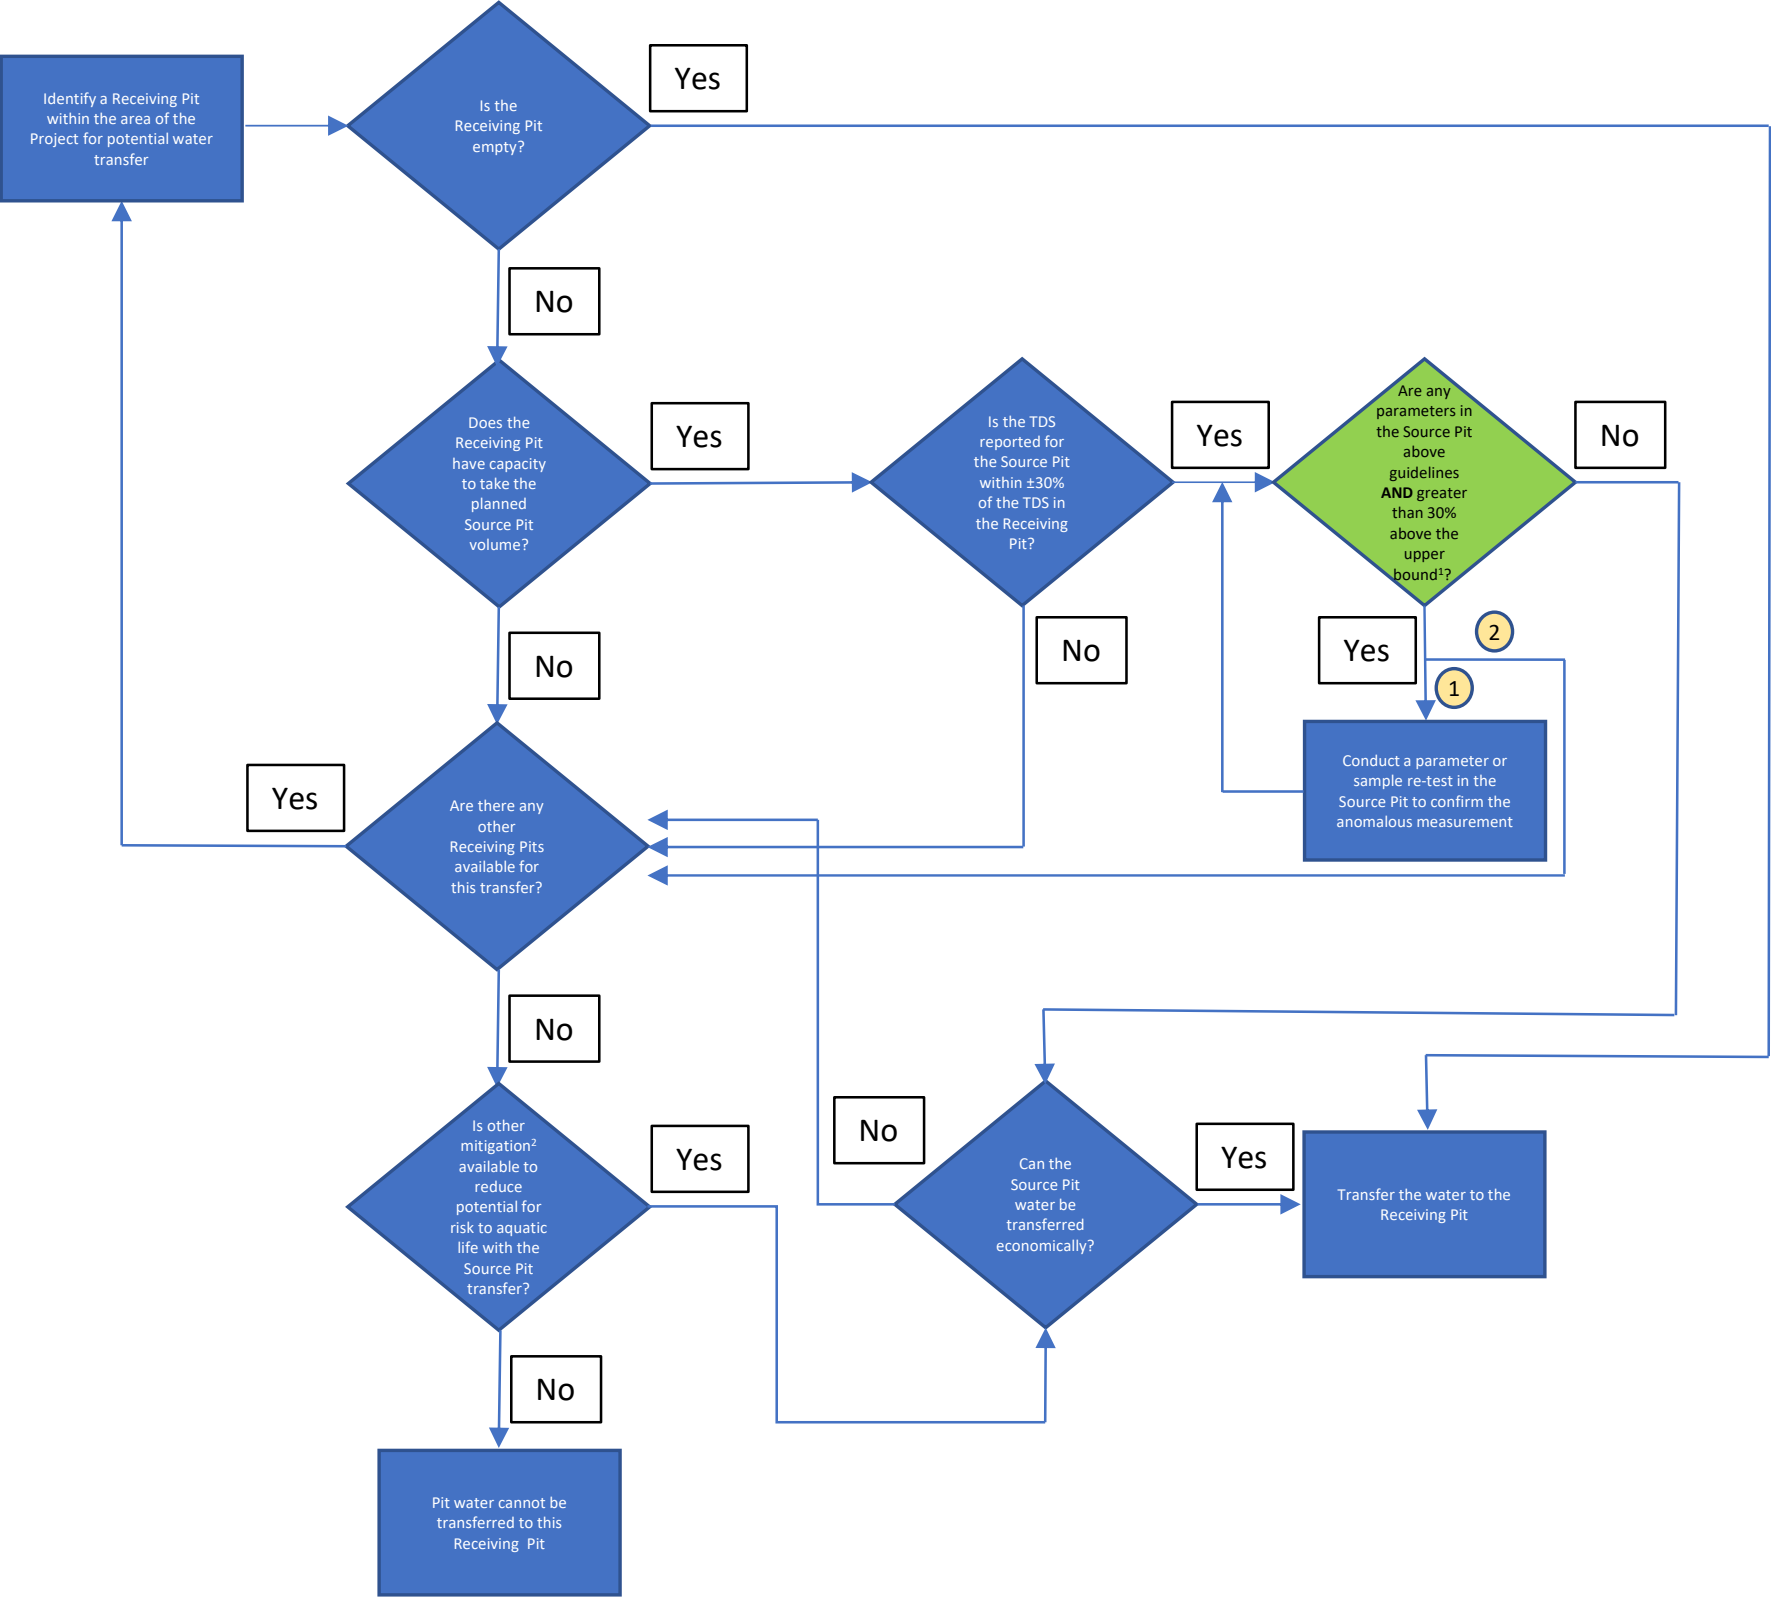 Identify a Receiving Pit
within the area of the
Project for potential water
transfer
Is the
Receiving Pit
empty?
Yes
No
Does the
Receiving Pit
have capacity
to take the
planned
Source Pit
volume?
Yes
Is the TDS
reported for
the Source Pit
within ±30%
of the TDS in
the Receiving
Pit?
Yes
Are any
parameters in
the Source Pit
above
guidelines
AND greater
than 30%
above the
upper
bound¹?
No
No
No
Yes
2
1
Conduct a parameter or
sample re-test in the
Source Pit to confirm the
anomalous measurement
Yes
Are there any
other
Receiving Pits
available for
this transfer?
No
Is other
mitigation²
available to
reduce
potential for
risk to aquatic
life with the
Source Pit
transfer?
Yes
No
Can the
Source Pit
water be
transferred
economically?
Yes
Transfer the water to the
Receiving Pit
No
Pit water cannot be
transferred to this
Receiving Pit